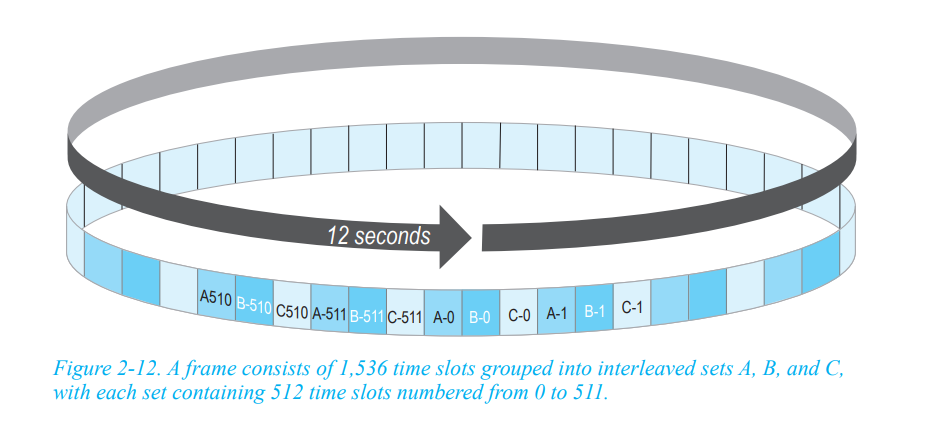 12 seconds
A510 B-510 C510 A-511 B-511 C-511 A-0 B-0 C-0 A-1 B-1 C-1
Figure 2-12. A frame consists of 1,536 time slots grouped into interleaved sets A, B, and C,
with each set containing 512 time slots numbered from 0 to 511.